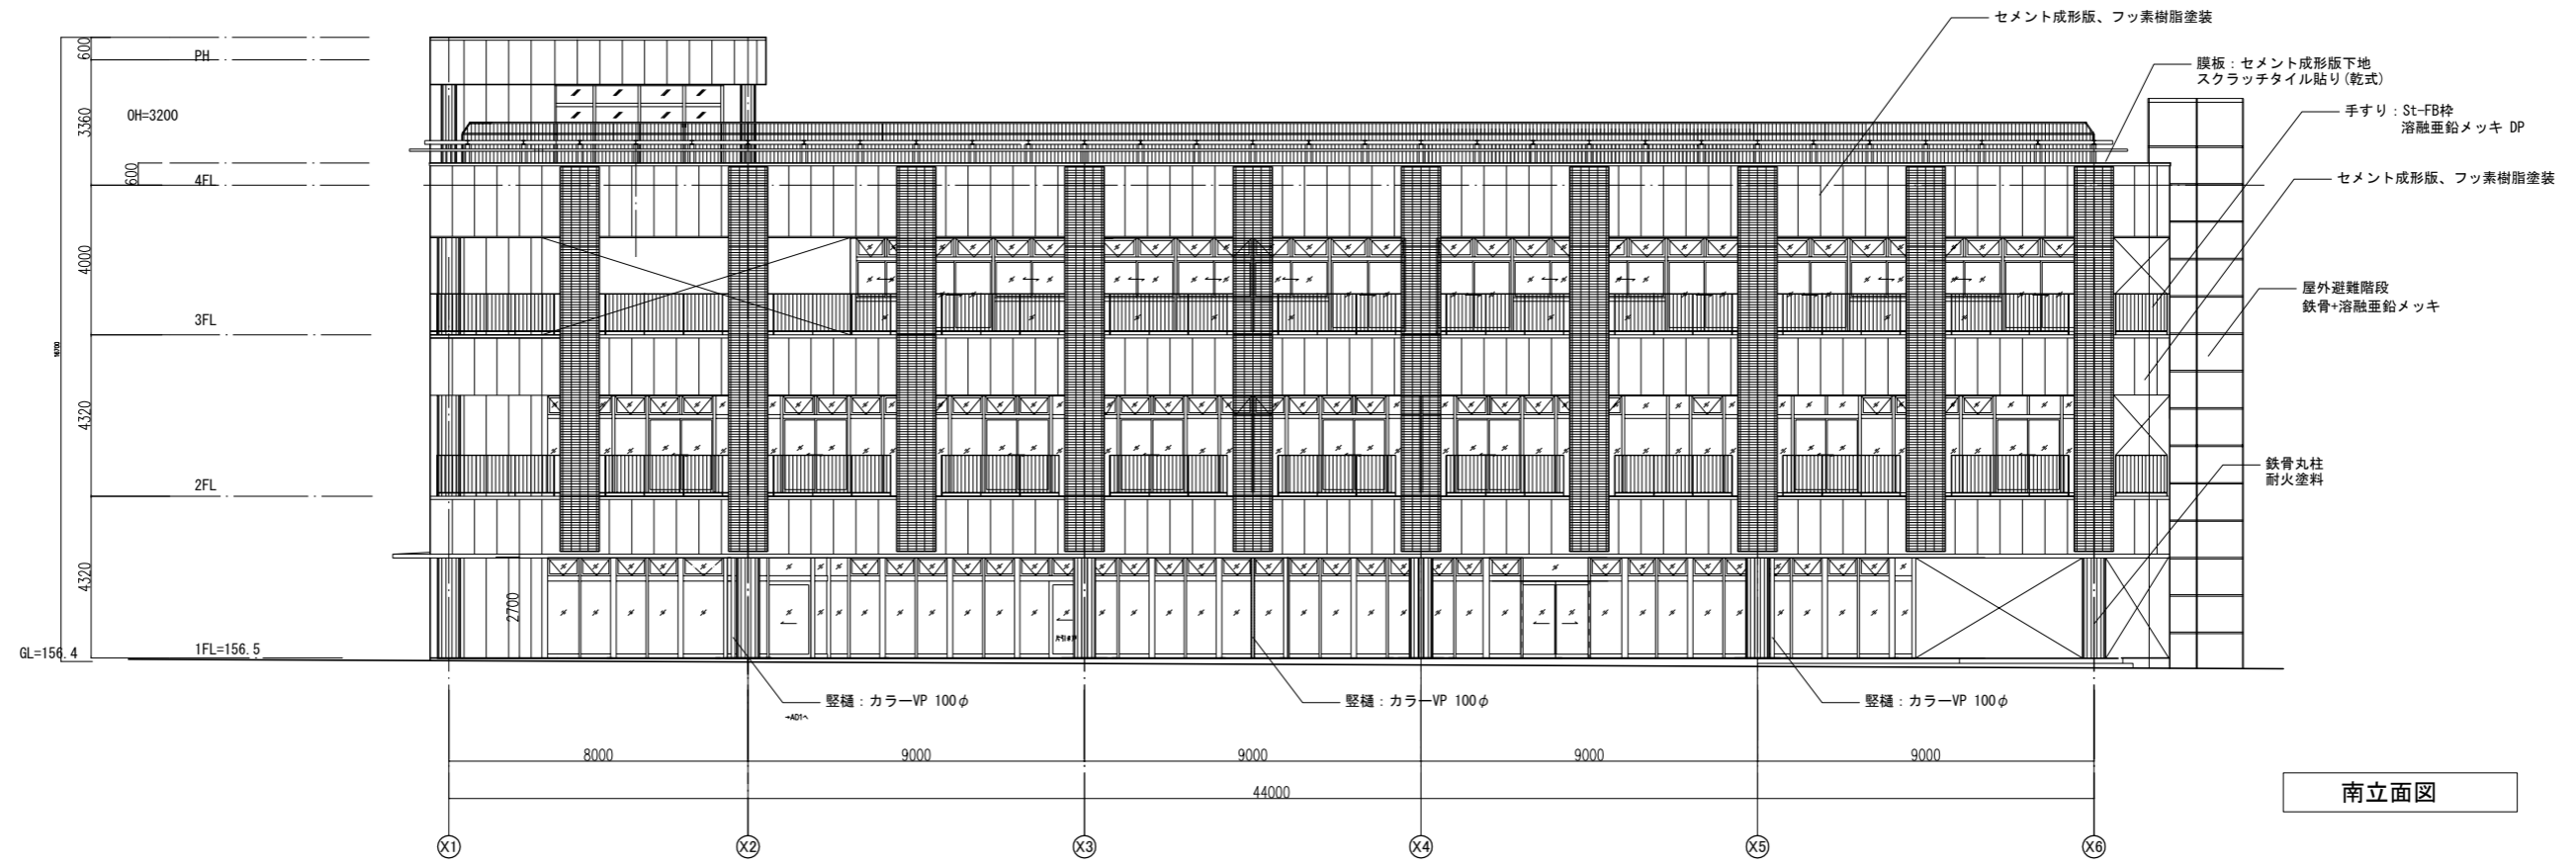 セメント成形版、フッ素樹脂塗装
膜板：セメント成形版下地
スクラッチタイル貼り(乾式)
手すり：St-FB枠
溶融亜鉛メッキ DP
セメント成形版、フッ素樹脂塗装
屋外避難階段
鉄骨+溶融亜鉛メッキ
鉄骨丸柱
耐火塗料
600
PH
3360
OH=3200
600
4FL
4000
3FL
4320
2FL
4320
2700
GL=156.4
1FL=156.5
竪樋：カラーVP 100φ
→AD1へ
竪樋：カラーVP 100φ
竪樋：カラーVP 100φ
8000
9000
9000
9000
9000
44000
X1
X2
X3
X4
X5
X6
南立面図